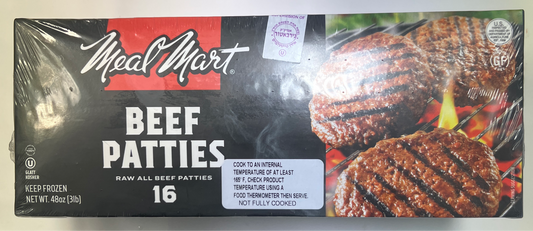 Meal Mart®
BEEF
PATTIES
RAW ALL BEEF PATTIES
16
U
GLATT
KOSHER
KEEP FROZEN
NET WT. 48oz (3lb)
COOK TO AN INTERNAL
TEMPERATURE OF AT LEAST
165° F, CHECK PRODUCT
TEMPERATURE USING A
FOOD THERMOMETER THEN SERVE.
NOT FULLY COOKED
U.S.